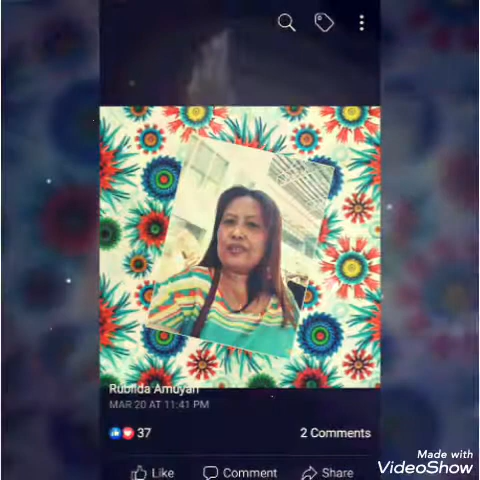 Rubilda Amuyan
MAR 20 AT 11:41 PM
37
2 Comments
Like
Comment
Share
Made with
VideoShow